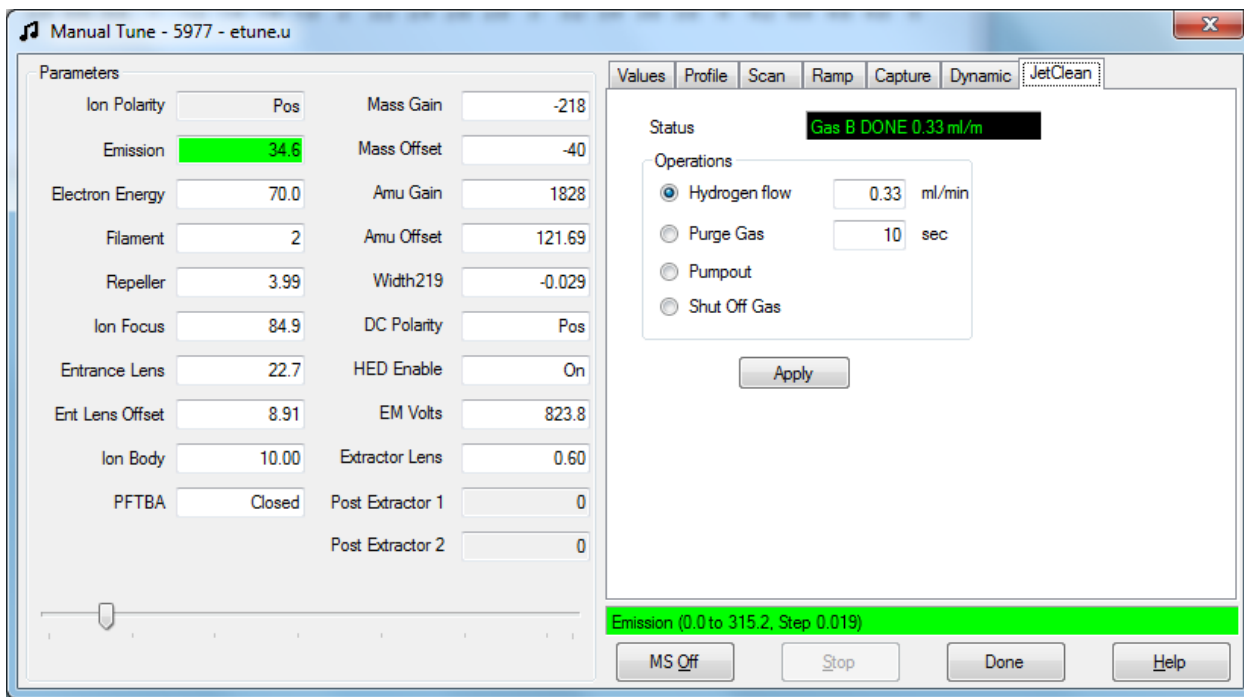 Manual Tune - 5977 - etune.u
Parameters
Ion Polarity Pos Mass Gain -218
Emission 34.6 Mass Offset -40
Electron Energy 70.0 Amu Gain 1828
Filament 2 Amu Offset 121.69
Repeller 3.99 Width219 -0.029
Ion Focus 84.9 DC Polarity Pos
Entrance Lens 22.7 HED Enable On
Ent Lens Offset 8.91 EM Volts 823.8
Ion Body 10.00 Extractor Lens 0.60
PFTBA Closed Post Extractor 1 0
Post Extractor 2 0
Values Profile Scan Ramp Capture Dynamic JetClean
Status Gas B DONE 0.33 ml/m
Operations
Hydrogen flow 0.33 ml/min
Purge Gas 10 sec
Pumpout
Shut Off Gas
Apply
Emission (0.0 to 315.2, Step 0.019)
MS Off Stop Done Help